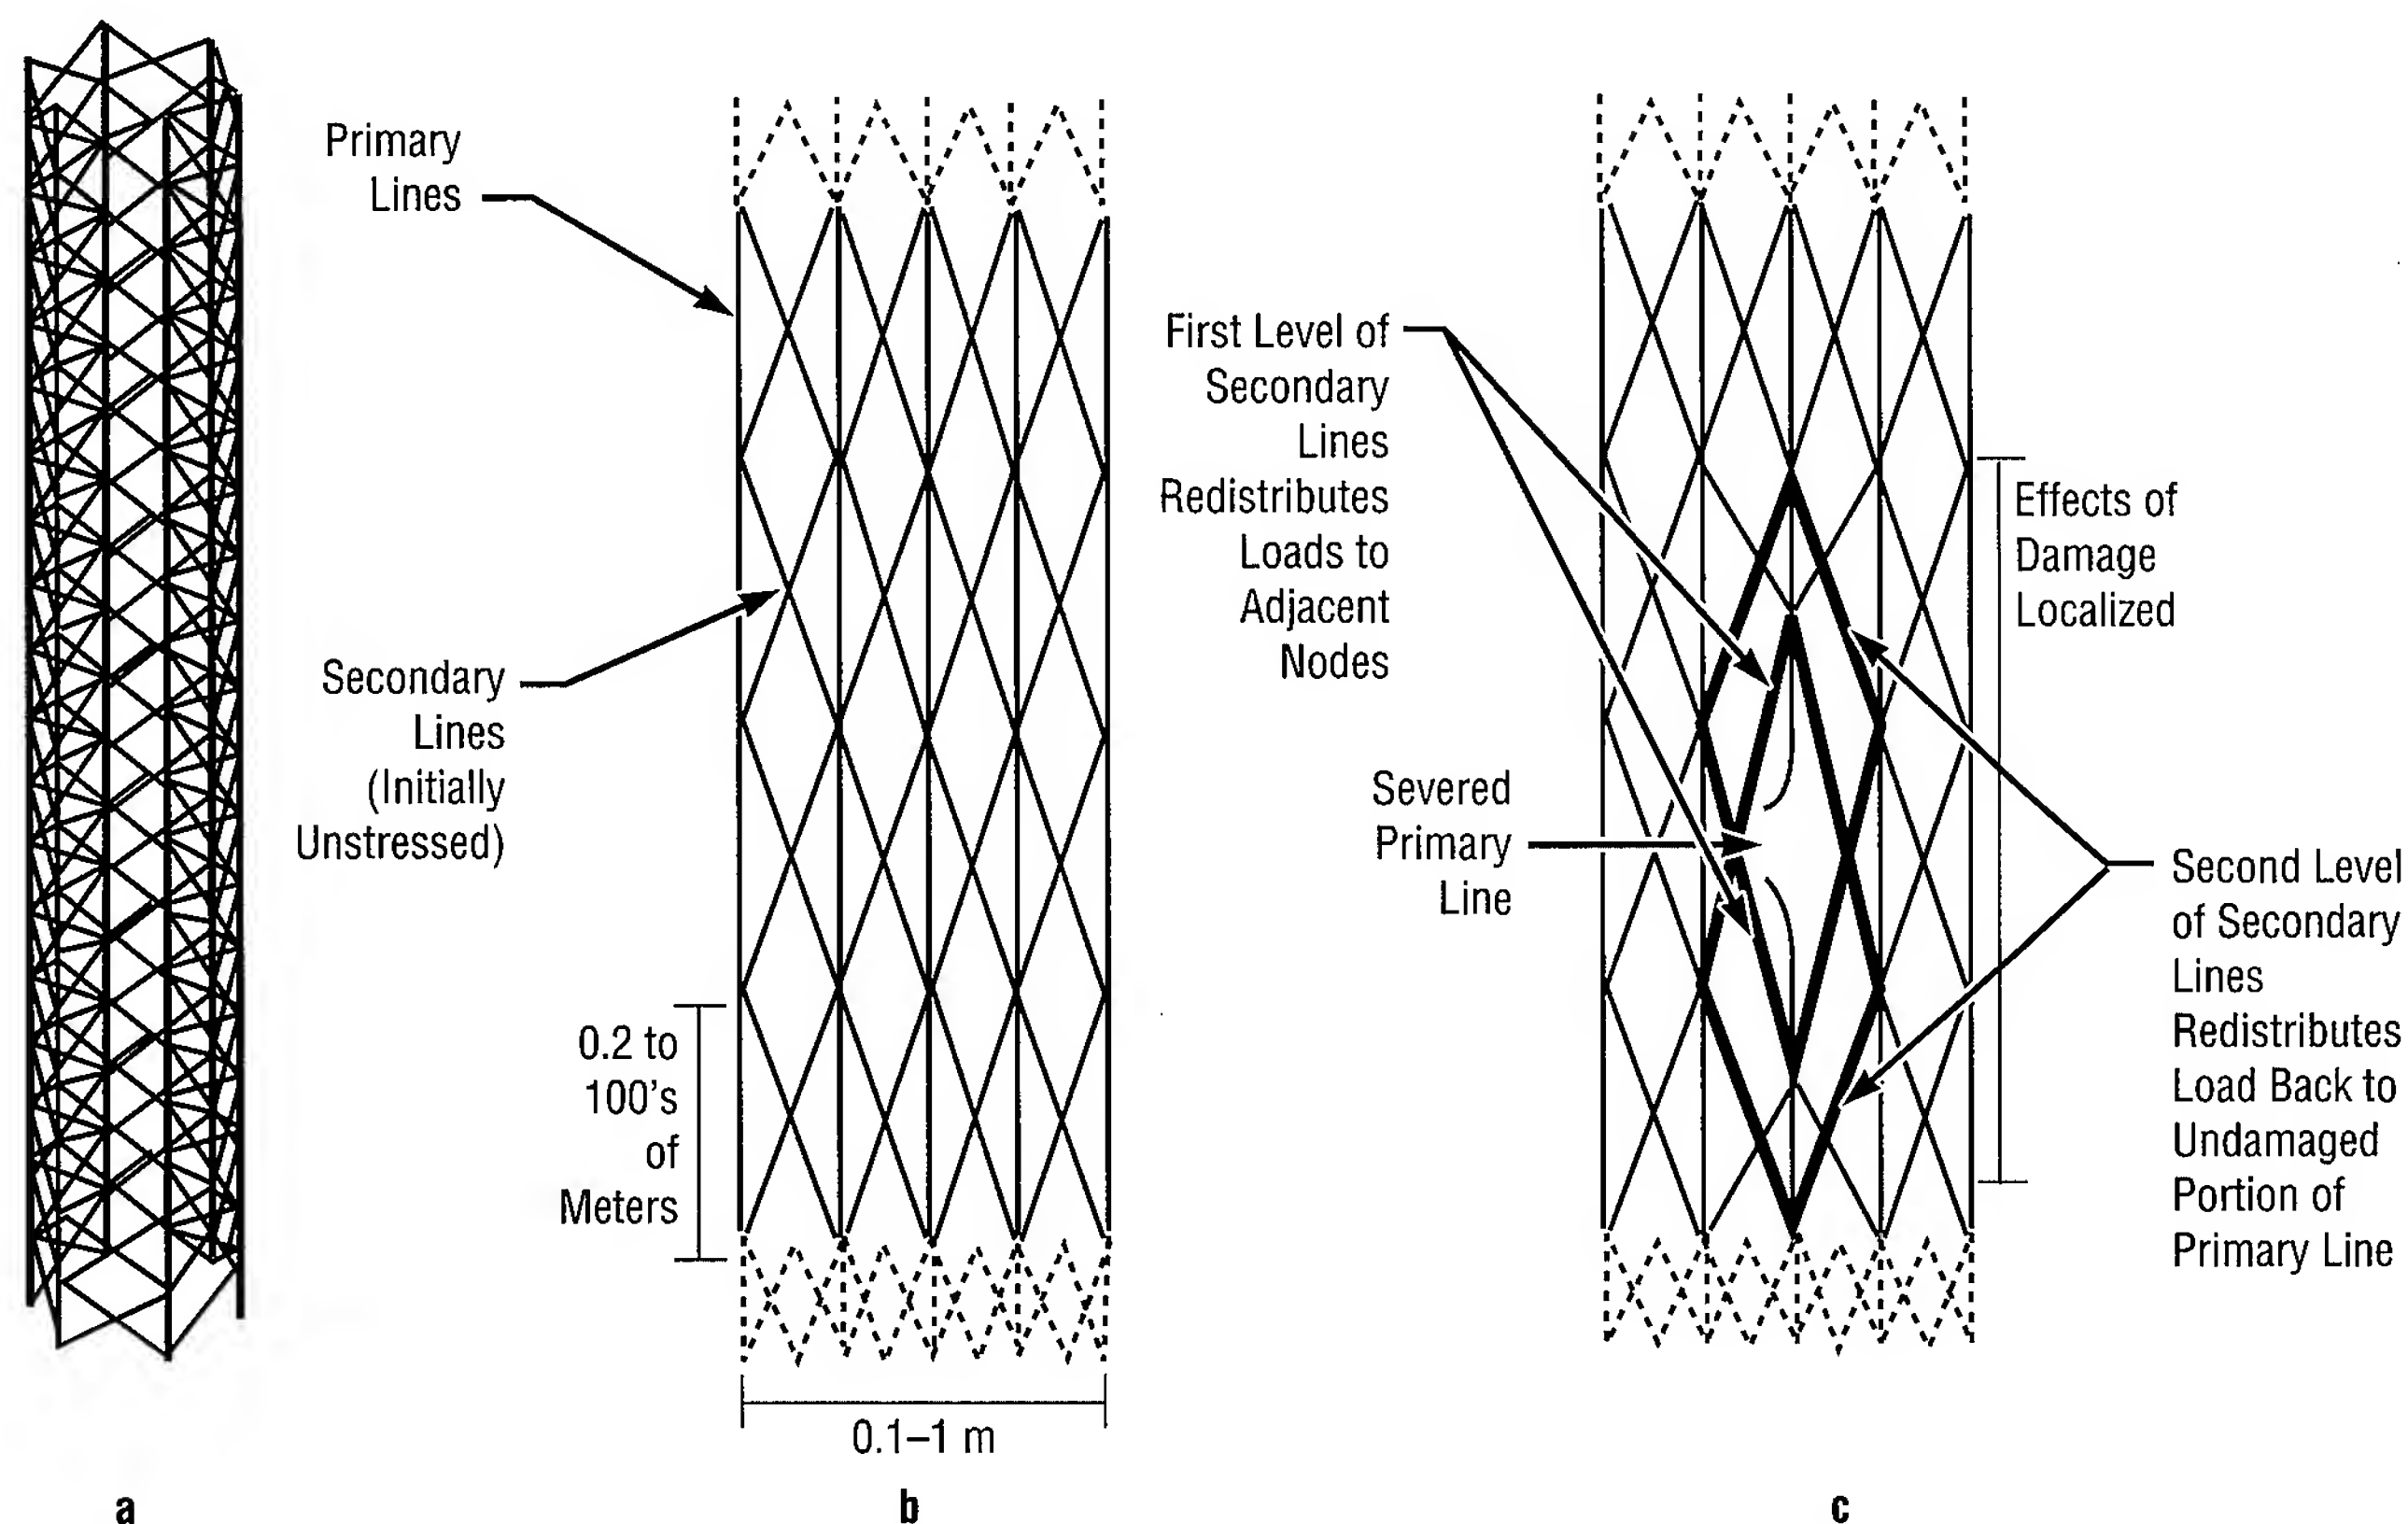 Primary
Lines
Secondary
Lines
(Initially
Unstressed)
0.2 to
100's
of
Meters
0.1–1 m
First Level of
Secondary
Lines
Redistributes
Loads to
Adjacent
Nodes
Severed
Primary
Line
Effects of
Damage
Localized
Second Level
of Secondary
Lines
Redistributes
Load Back to
Undamaged
Portion of
Primary Line
a
b
c